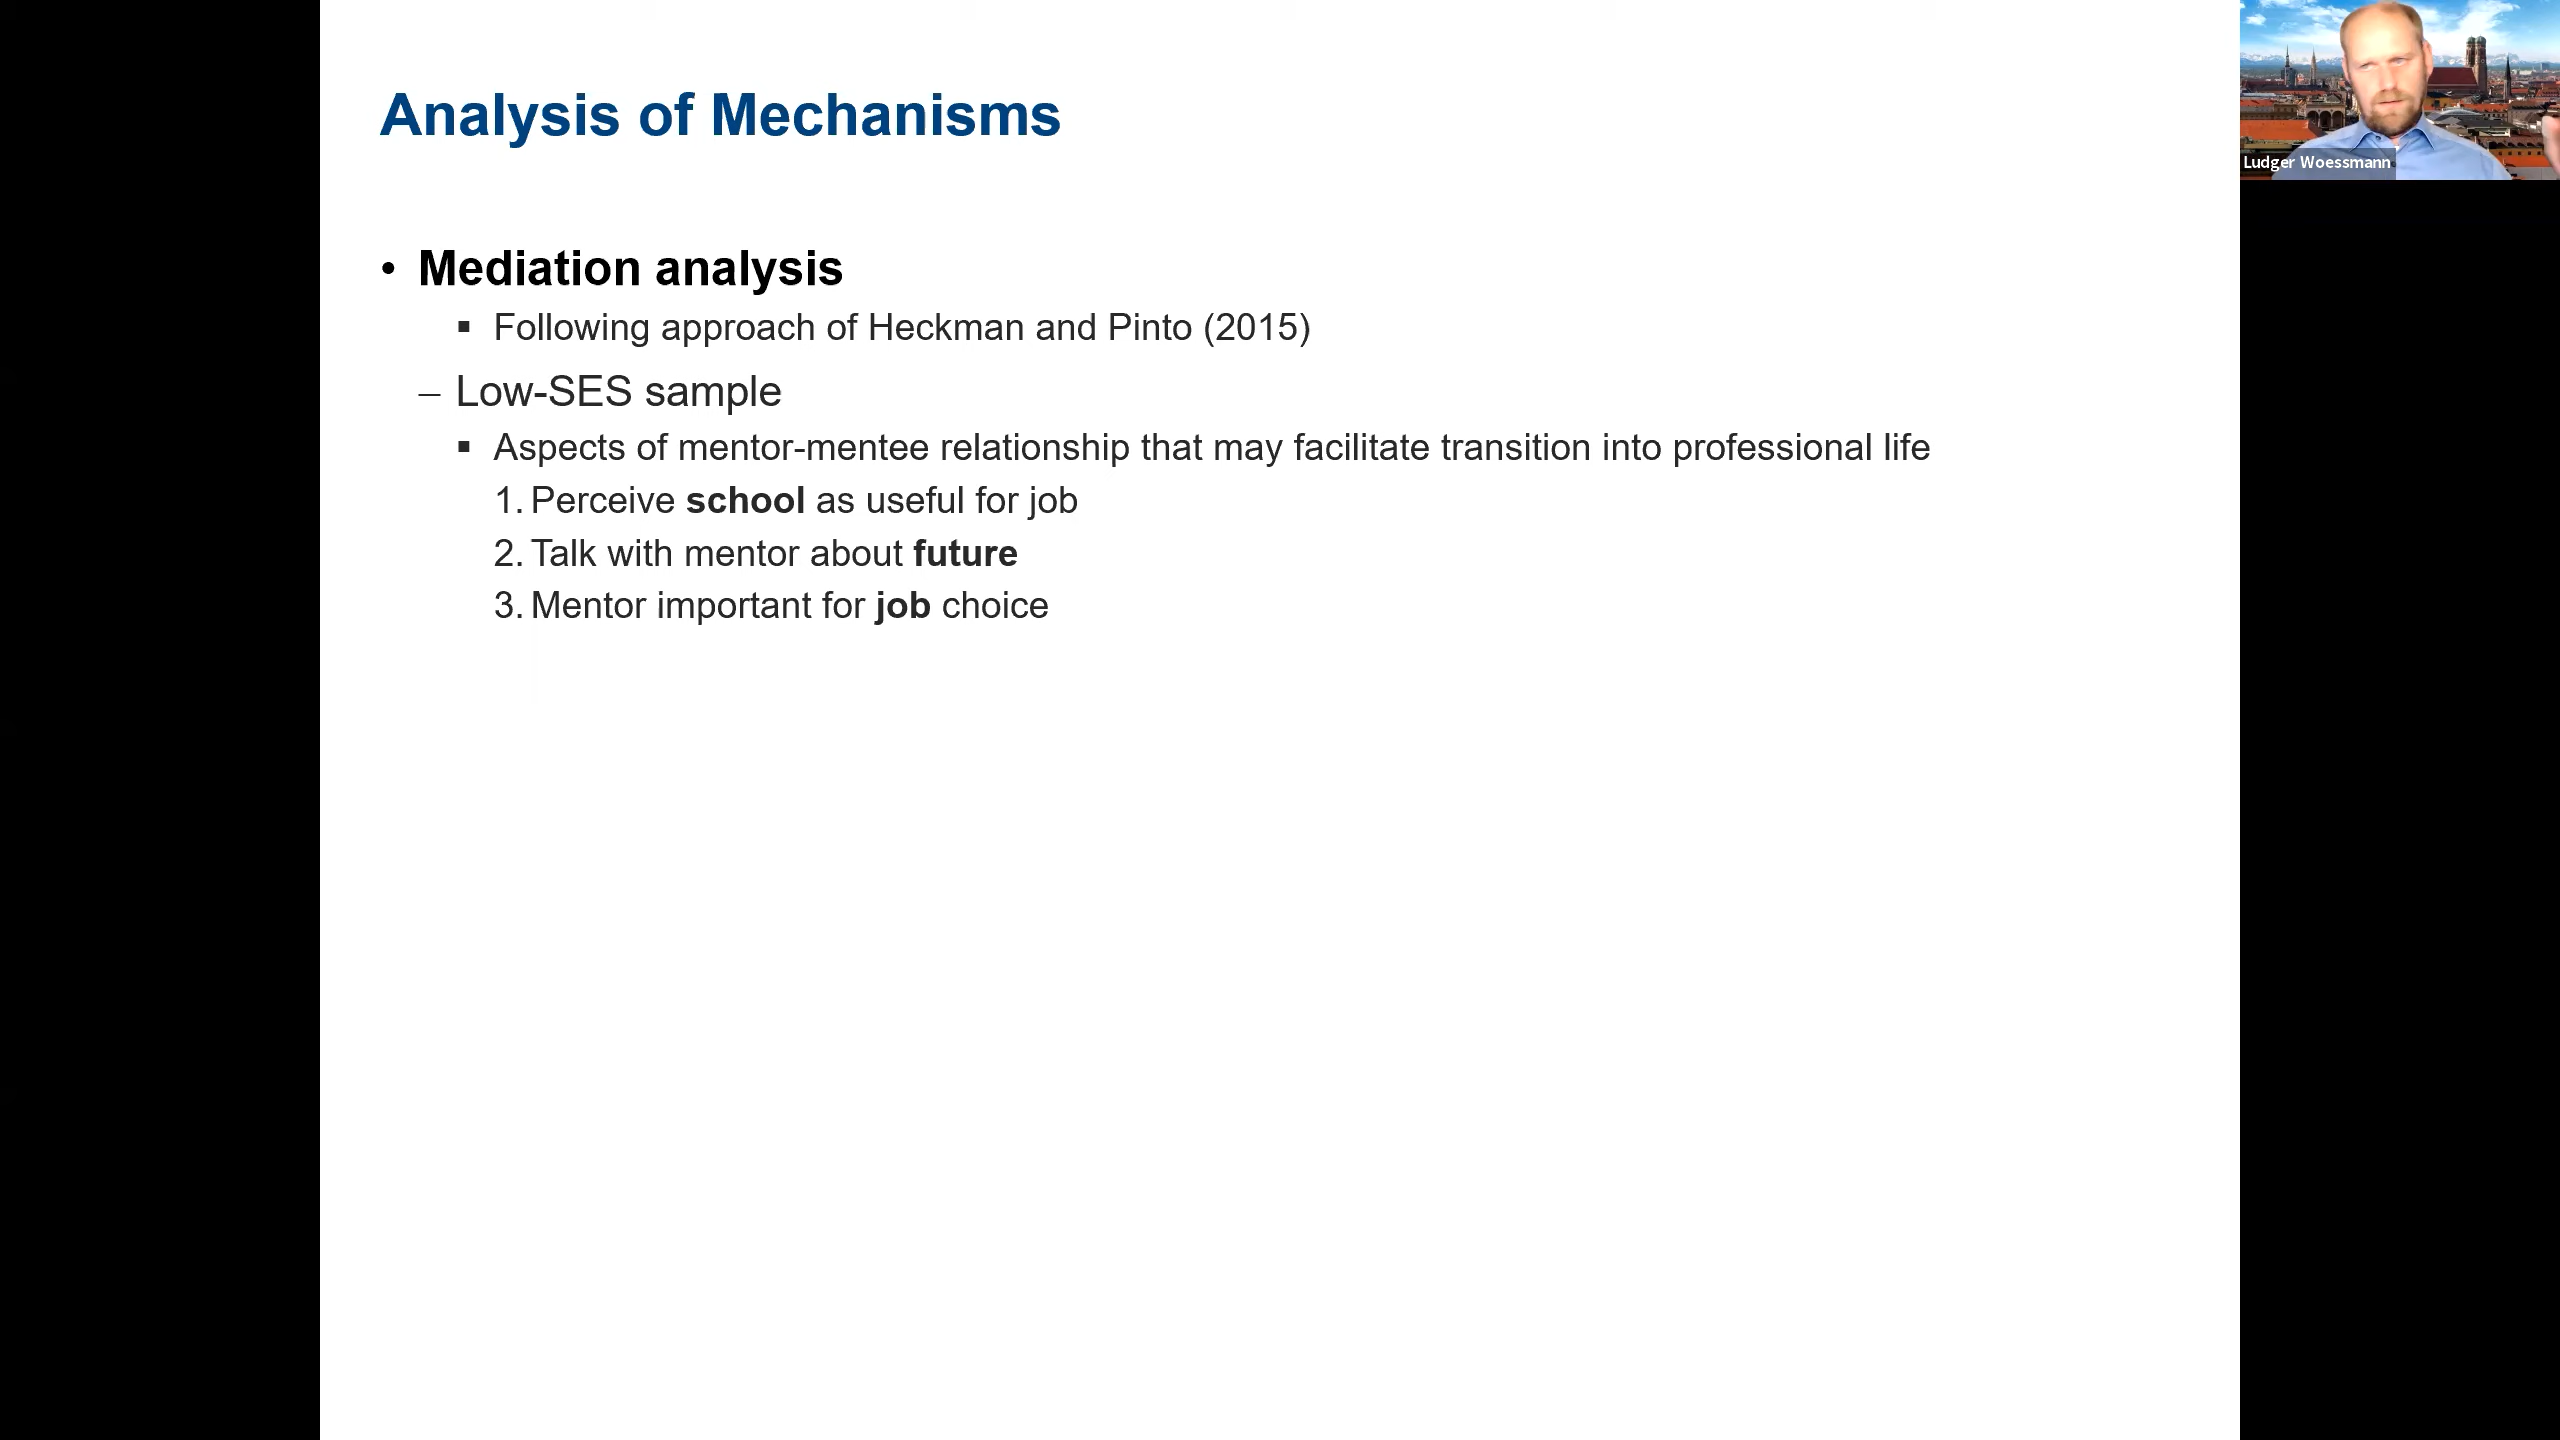 Analysis of Mechanisms
Ludger Woessmann
• Mediation analysis
▪ Following approach of Heckman and Pinto (2015)
– Low-SES sample
▪ Aspects of mentor-mentee relationship that may facilitate transition into professional life
1. Perceive school as useful for job
2. Talk with mentor about future
3. Mentor important for job choice